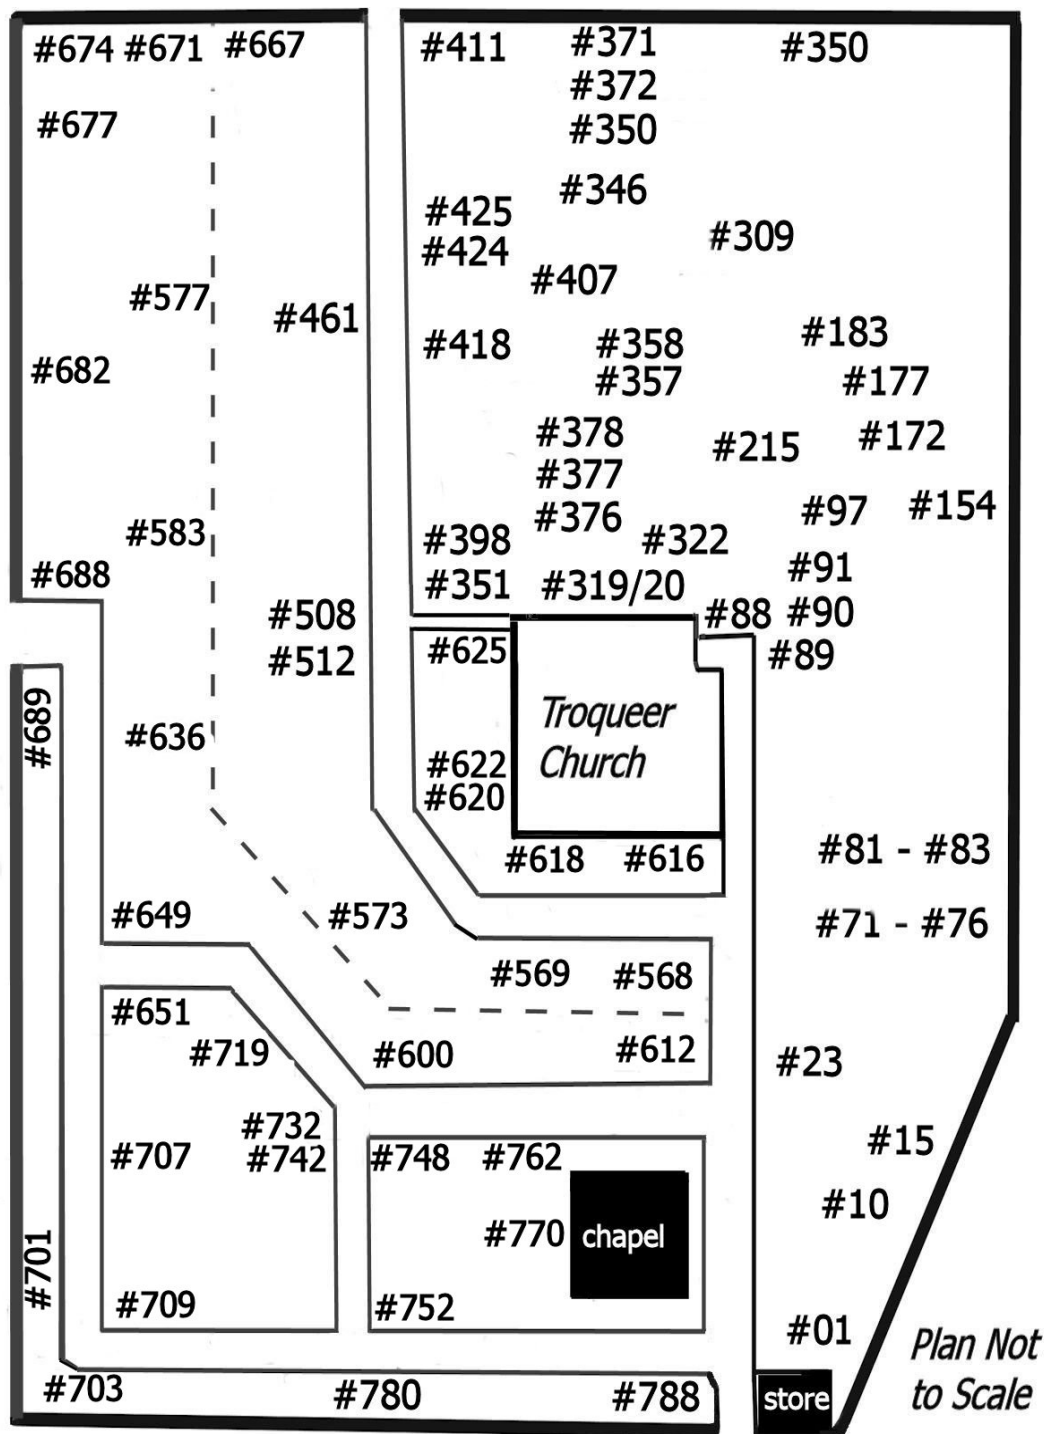 #674 #671 #667 #411 #371 #350
#372
#677 #350
#346
#425 #309
#424
#577 #407
#461 #183
#682 #418 #358
#357 #177
#378 #215 #172
#377
#583 #376 #97 #154
#398 #322
#688 #351 #319/20 #91
#508 #88 #90
#512 #625 #89
#689
#636 Troqueer
#622 Church
#620
#618 #616 #81 - #83
#649 #573 #71 - #76
#569 #568
#651
#719 #600 #612 #23
#732 #15
#707 #742 #748 #762
#10
#770 chapel
#701
#709 #752 #01
Plan Not
to Scale
#703 #780 #788 store